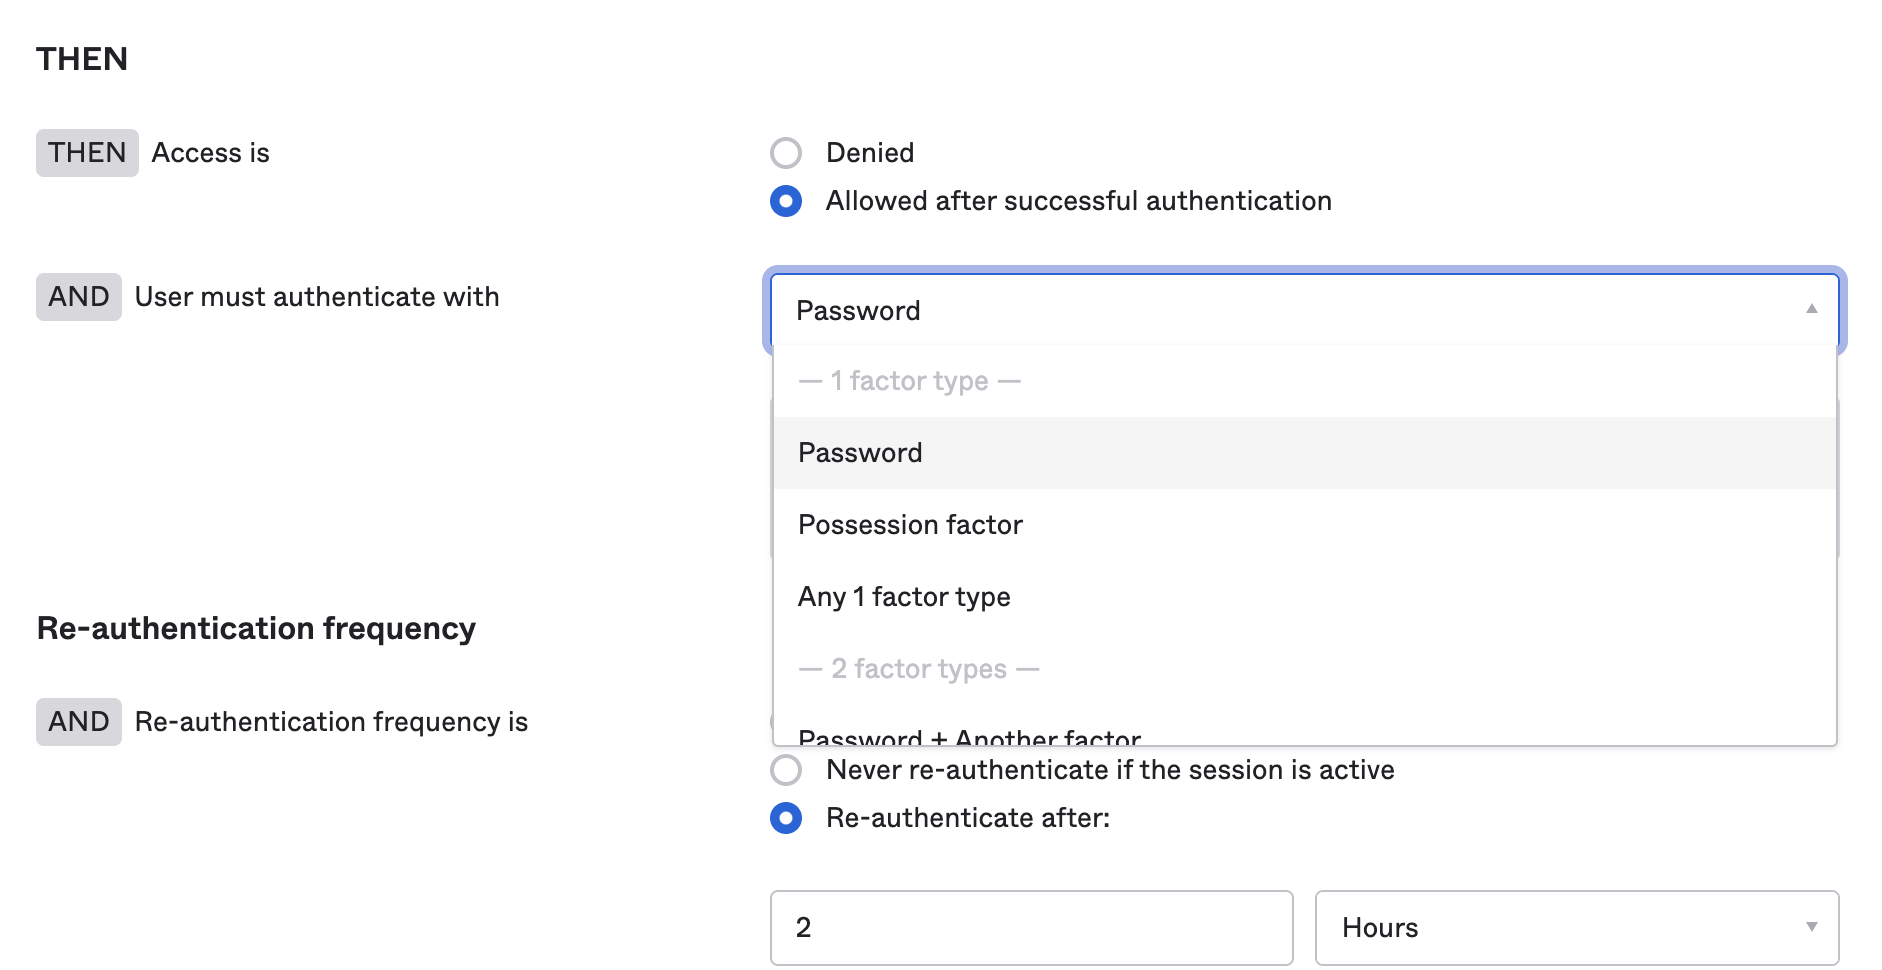 THEN
THEN Access is
Denied
Allowed after successful authentication
AND User must authenticate with
Password
— 1 factor type —
Password
Possession factor
Any 1 factor type
— 2 factor types —
Password + Another factor
Re-authentication frequency
AND Re-authentication frequency is
Never re-authenticate if the session is active
Re-authenticate after:
2
Hours